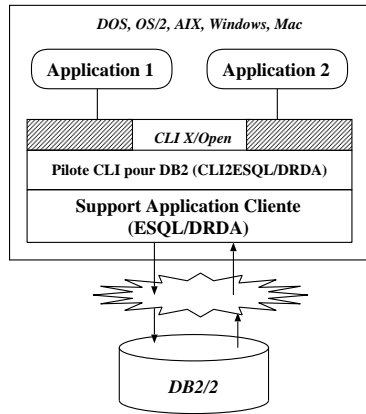 DOS, OS/2, AIX, Windows, Mac
Application 1
Application 2
CLI X/Open
Pilote CLI pour DB2 (CLI2ESQL/DRDA)
Support Application Cliente
(ESQL/DRDA)
DB2/2